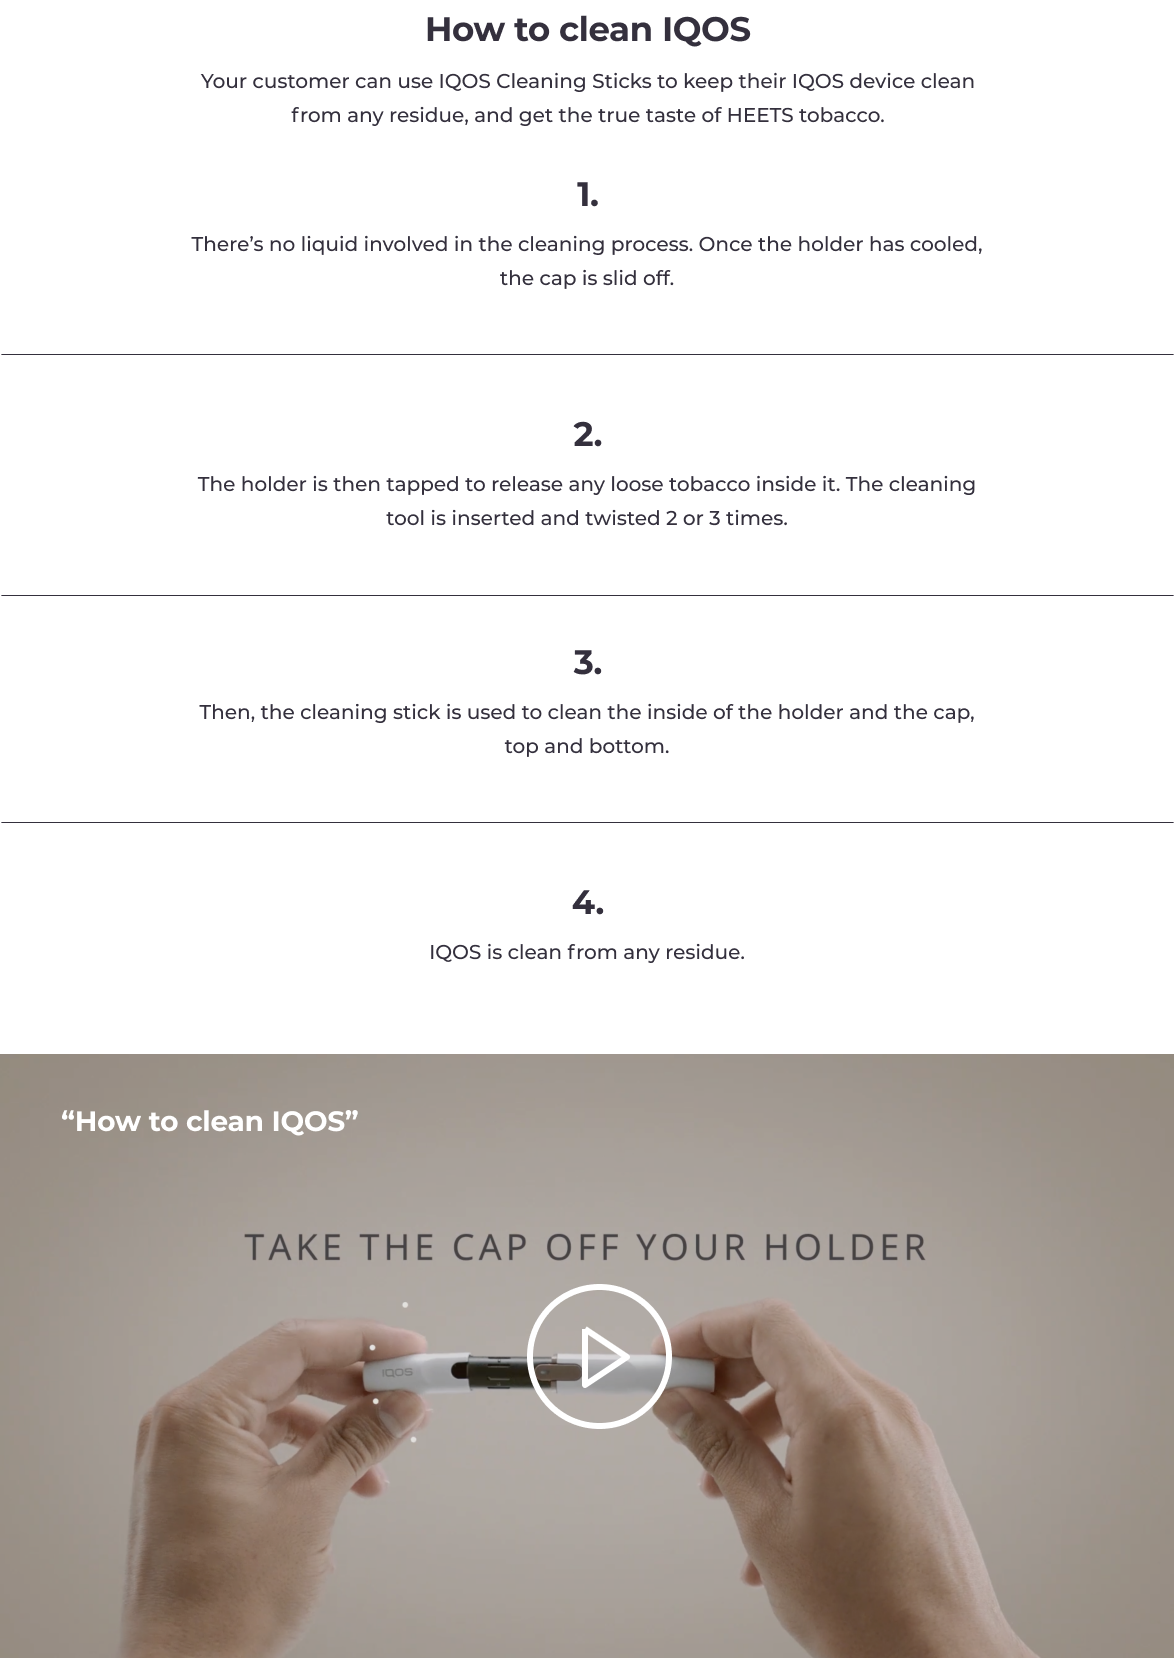 How to clean IQOS
Your customer can use IQOS Cleaning Sticks to keep their IQOS device clean
from any residue, and get the true taste of HEETS tobacco.
1.
There’s no liquid involved in the cleaning process. Once the holder has cooled,
the cap is slid off.
2.
The holder is then tapped to release any loose tobacco inside it. The cleaning
tool is inserted and twisted 2 or 3 times.
3.
Then, the cleaning stick is used to clean the inside of the holder and the cap,
top and bottom.
4.
IQOS is clean from any residue.
“How to clean IQOS”
TAKE THE CAP OFF YOUR HOLDER
IQOS